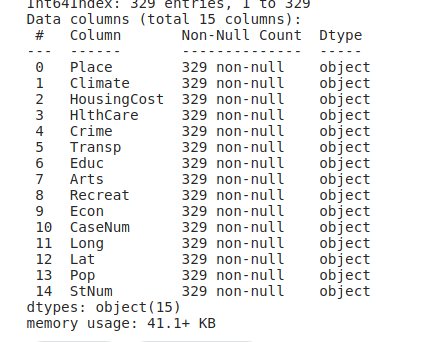 Int64Index: 329 entries, 1 to 329
Data columns (total 15 columns):
 #   Column       Non-Null Count  Dtype
---  ------       --------------  -----
 0   Place        329 non-null    object
 1   Climate      329 non-null    object
 2   HousingCost  329 non-null    object
 3   HlthCare     329 non-null    object
 4   Crime        329 non-null    object
 5   Transp       329 non-null    object
 6   Educ         329 non-null    object
 7   Arts         329 non-null    object
 8   Recreat      329 non-null    object
 9   Econ         329 non-null    object
 10  CaseNum      329 non-null    object
 11  Long         329 non-null    object
 12  Lat          329 non-null    object
 13  Pop          329 non-null    object
 14  StNum        329 non-null    object
dtypes: object(15)
memory usage: 41.1+ KB